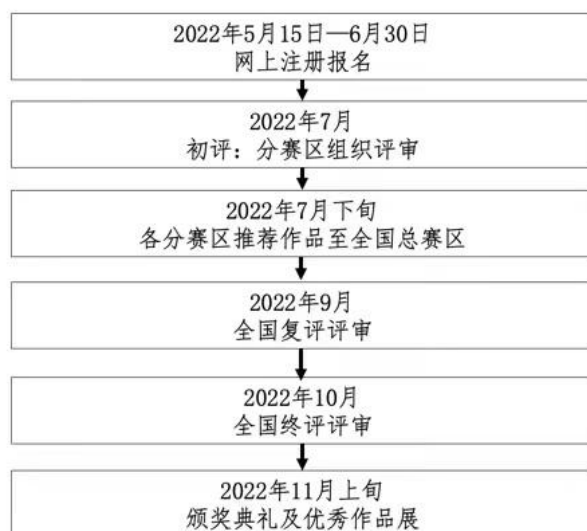 2022年5月15日—6月30日
网上注册报名
2022年7月
初评：分赛区组织评审
2022年7月下旬
各分赛区推荐作品至全国总赛区
2022年9月
全国复评评审
2022年10月
全国终评评审
2022年11月上旬
颁奖典礼及优秀作品展